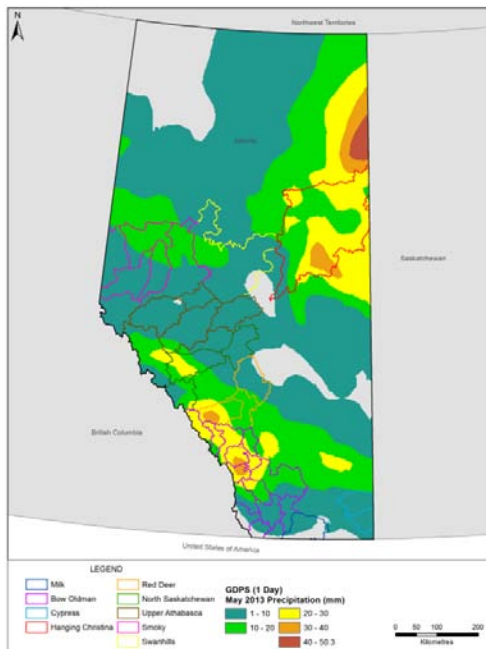 N
Northwest Territories
Alberta
Saskatchewan
British Columbia
United States of America
LEGEND
Milk
Bow Oldman
Cypress
Hanging Christina
Red Deer
North Saskatchewan
Upper Athabasca
Smoky
Swanhills
GDPS (1 Day)
May 2013 Precipitation (mm)
1 - 10
10 - 20
20 - 30
30 - 40
40 - 50.3
0 50 100 200
Kilometres